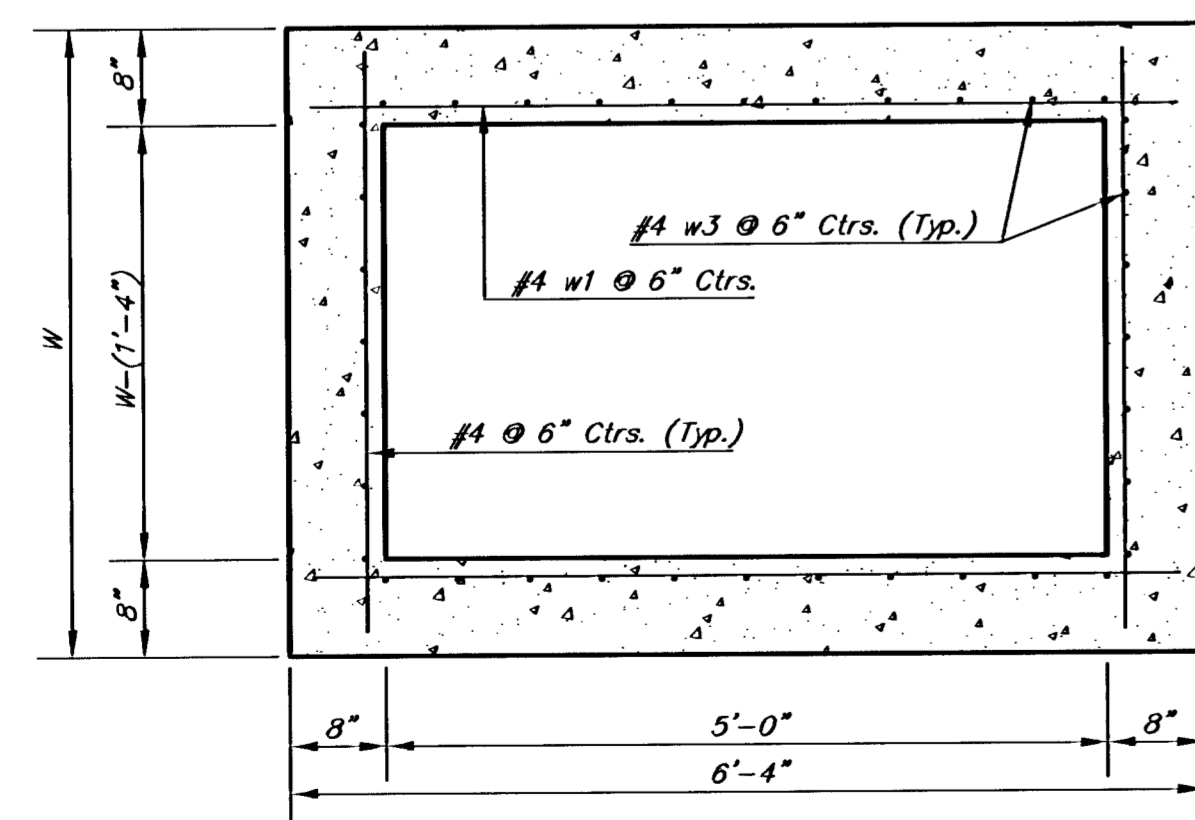 8"
#4 w3 @ 6" Ctrs. (Typ.)
#4 w1 @ 6" Ctrs.
W
W-(1'-4")
#4 @ 6" Ctrs. (Typ.)
8"
8"
5'-0"
8"
6'-4"